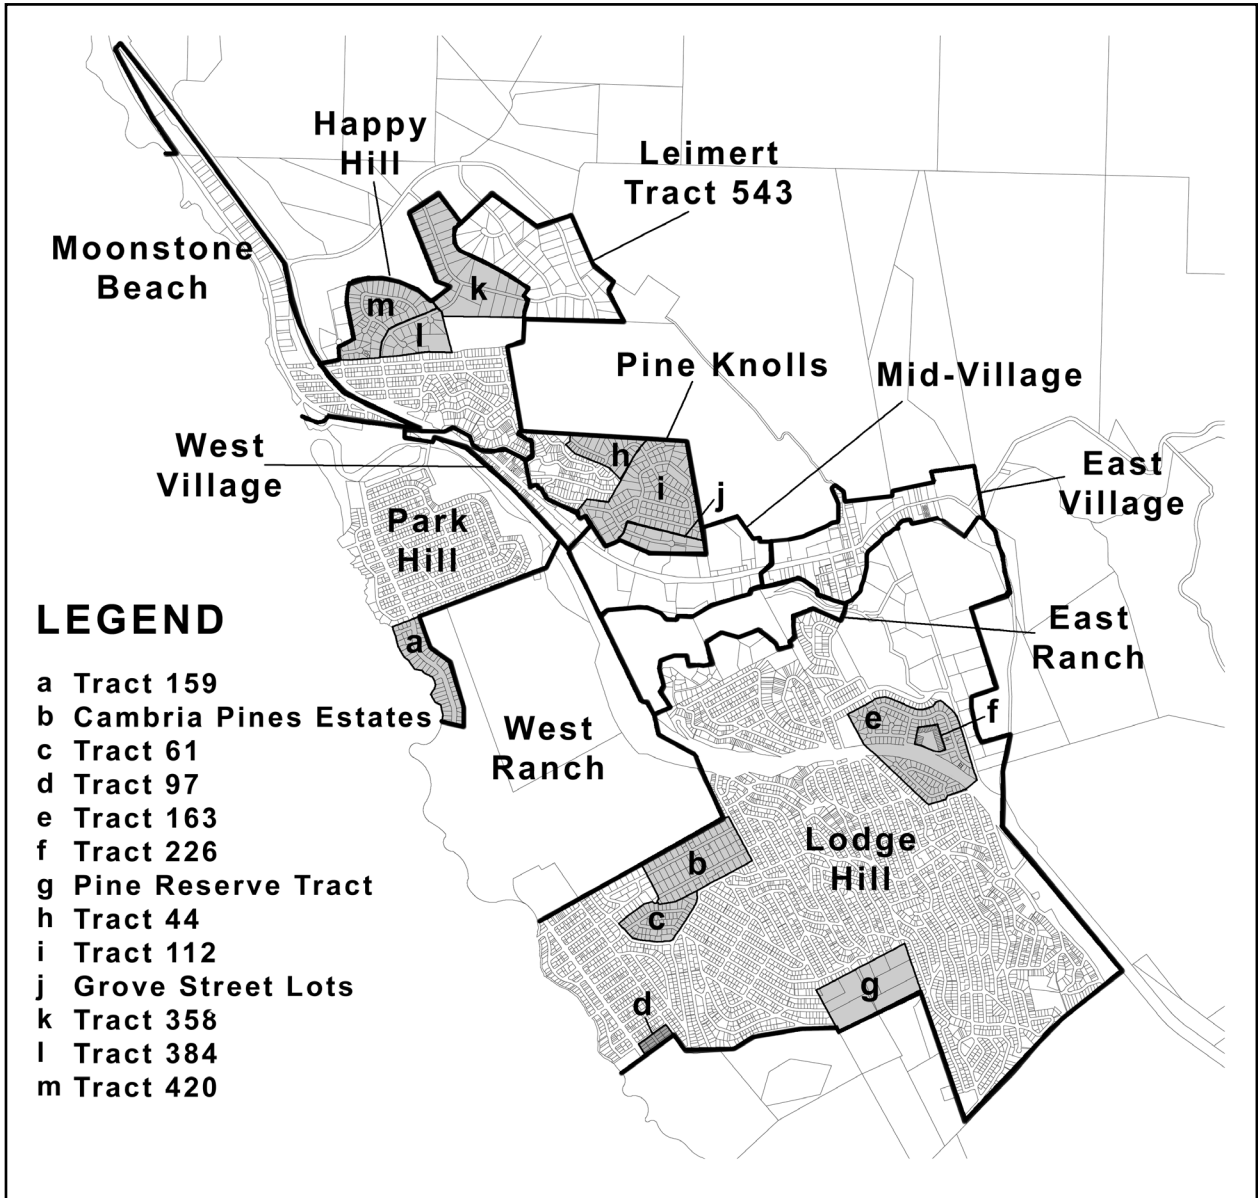 Happy
Hill
Leimert
Tract 543
Moonstone
Beach
m
l
k
Pine Knolls
Mid-Village
West
Village
h
i
j
East
Village
Park
Hill
LEGEND
a Tract 159
b Cambria Pines Estates
c Tract 61
d Tract 97
e Tract 163
f Tract 226
g Pine Reserve Tract
h Tract 44
i Tract 112
j Grove Street Lots
k Tract 358
l Tract 384
m Tract 420
a
East
Ranch
West
Ranch
e
f
Lodge
Hill
b
c
d
g